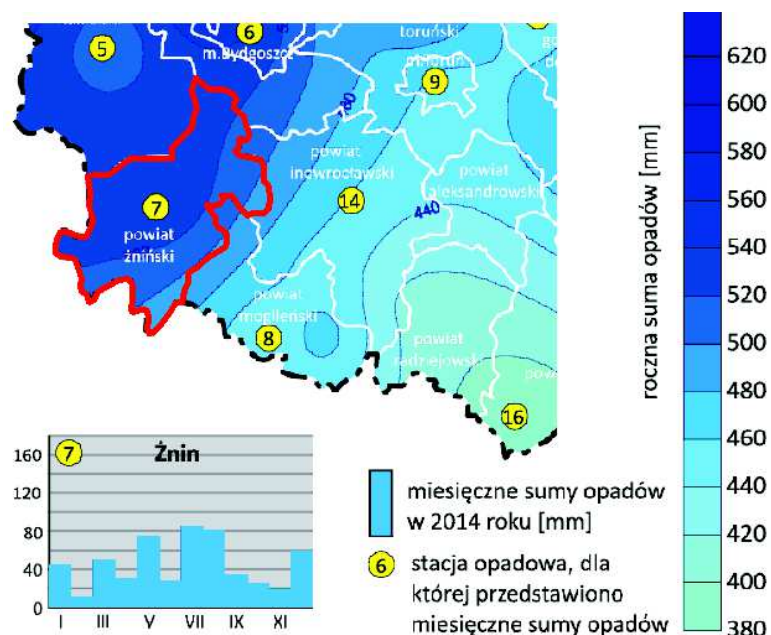 5
6
m.Bydgoszcz
toruński
9
780
powiat
inowrocławski
powiat
aleksandrowski
7
14
440
powiat
żniński
powiat
mogileński
8
powiat
radziejowski
16
roczna suma opadów [mm]
620
600
580
560
540
520
500
480
460
440
420
400
380
7
Żnin
160
120
80
40
0
I III V VII IX XI
miesięczne sumy opadów
w 2014 roku [mm]
6
stacja opadowa, dla
której przedstawiono
miesięczne sumy opadów